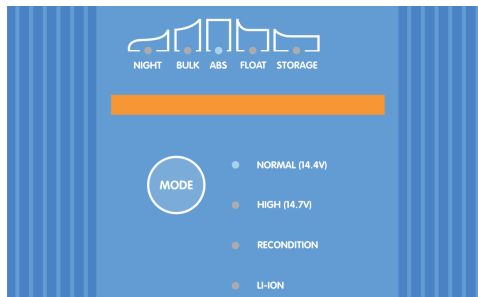 NIGHT BULK ABS FLOAT STORAGE
MODE
NORMAL (14.4V)
HIGH (14.7V)
RECONDITION
LI-ION